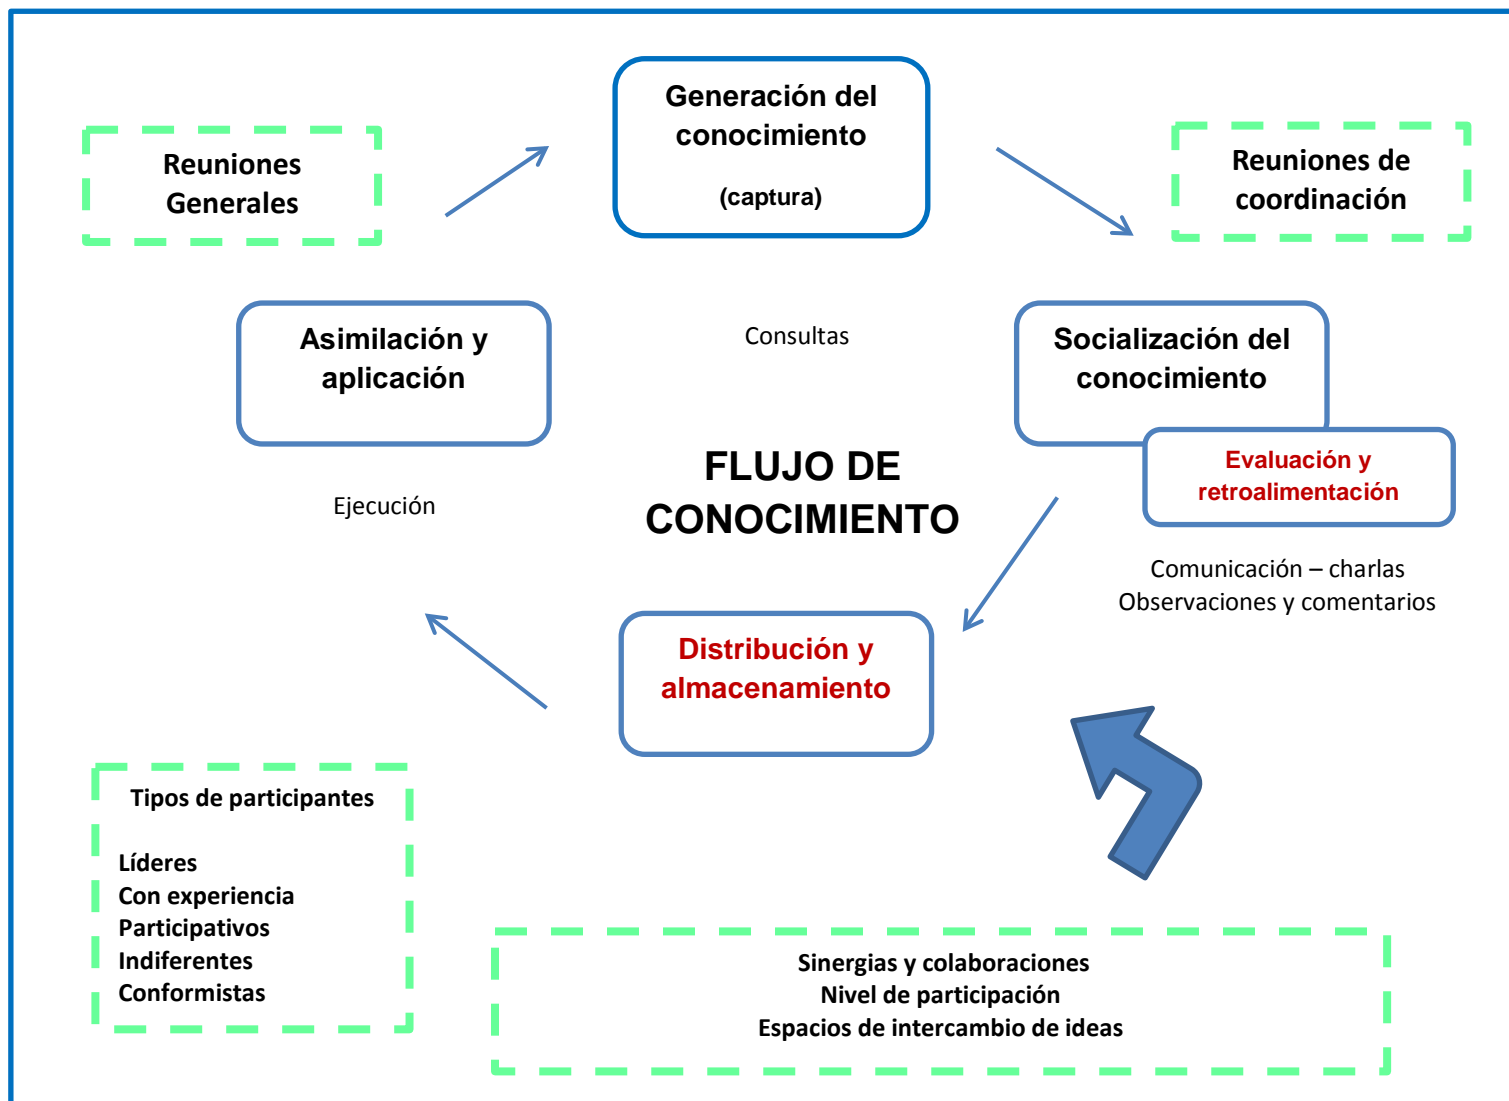 Generación del
conocimiento
(captura)
Reuniones
Generales
Reuniones de
coordinación
Asimilación y
aplicación
Consultas
Socialización del
conocimiento
Evaluación y
retroalimentación
FLUJO DE
CONOCIMIENTO
Ejecución
Comunicación – charlas
Observaciones y comentarios
Distribución y
almacenamiento
Tipos de participantes
Líderes
Con experiencia
Participativos
Indiferentes
Conformistas
Sinergias y colaboraciones
Nivel de participación
Espacios de intercambio de ideas